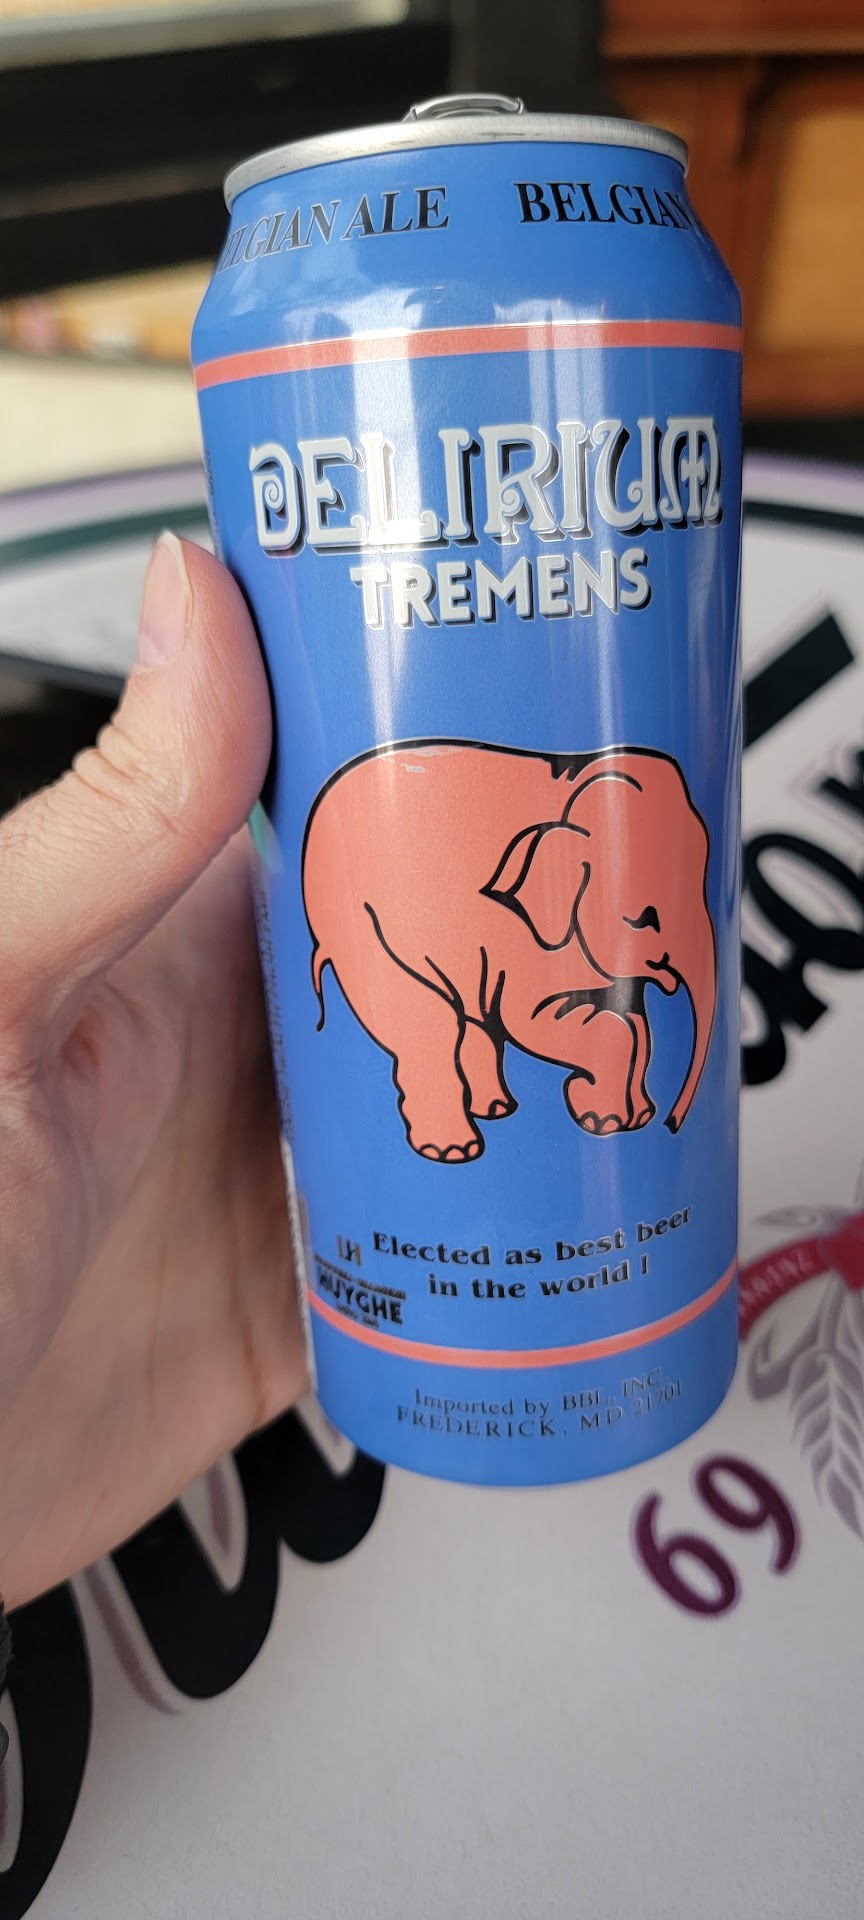 BELGIAN ALE BELGIAN
DELIRIUM
TREMENS
Elected as best beer
in the world !
HUYGHE
Imported by BBL, INC.
FREDERICK, MD 21701
69